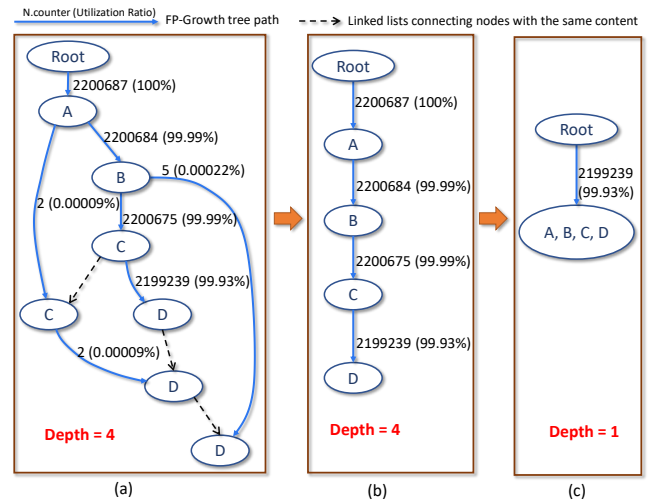 N.counter (Utilization Ratio)
FP-Growth tree path
Linked lists connecting nodes with the same content
Root
2200687 (100%)
A
2200684 (99.99%)
5 (0.00022%)
B
2 (0.00009%)
2200675 (99.99%)
C
2199239 (99.93%)
C
D
2 (0.00009%)
D
Depth = 4
D
(a)
Root
2200687 (100%)
A
2200684 (99.99%)
B
2200675 (99.99%)
C
2199239 (99.93%)
D
Depth = 4
(b)
Root
2199239
(99.93%)
A, B, C, D
Depth = 1
(c)